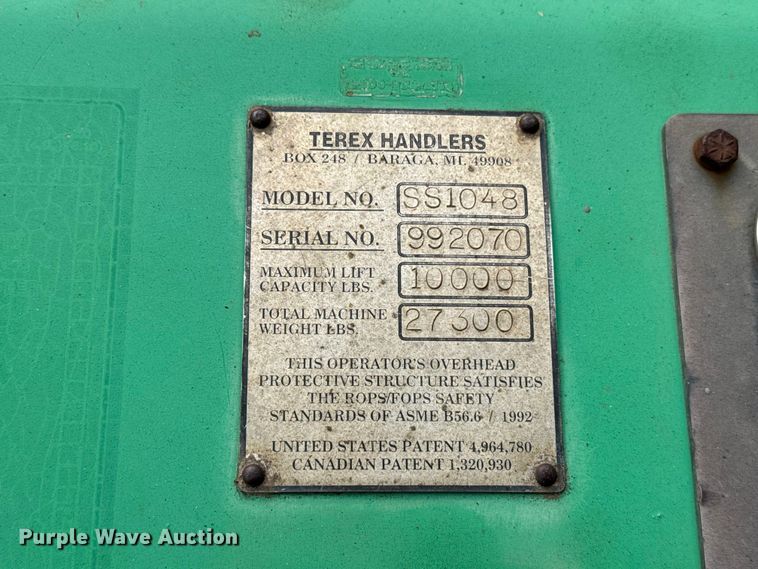 TEREX HANDLERS
BOX 248 / BARAGA, MI. 49908
MODEL NO. SS1048
SERIAL NO. 992070
MAXIMUM LIFT
CAPACITY LBS. 10000
TOTAL MACHINE
WEIGHT LBS. 27300
THIS OPERATOR'S OVERHEAD
PROTECTIVE STRUCTURE SATISFIES
THE ROPS/FOPS SAFETY
STANDARDS OF ASME B56.6 / 1992
UNITED STATES PATENT 4,964,780
CANADIAN PATENT 1,320,930
Purple Wave Auction